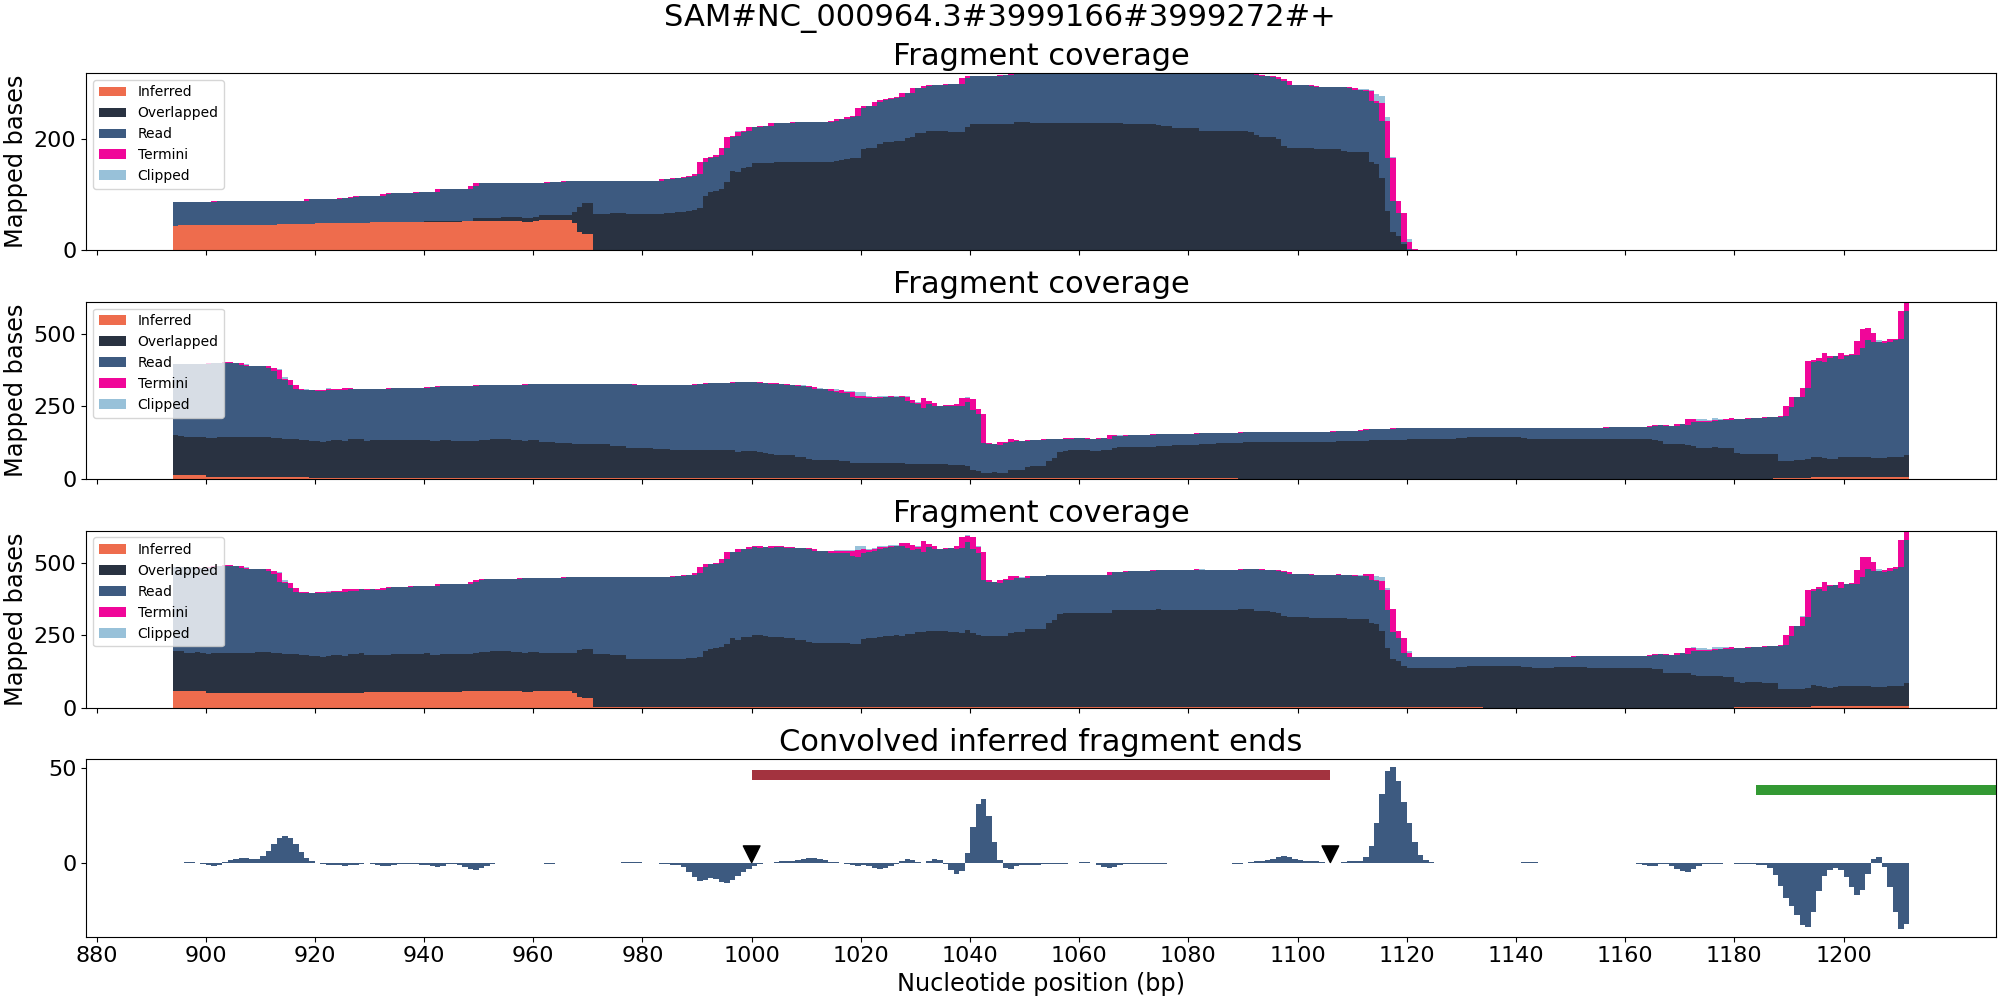 SAM#NC_000964.3#3999166#3999272#+
Fragment coverage
Mapped bases
200
0
Inferred
Overlapped
Read
Termini
Clipped
Fragment coverage
Mapped bases
500
250
0
Inferred
Overlapped
Read
Termini
Clipped
Fragment coverage
Mapped bases
500
250
0
Inferred
Overlapped
Read
Termini
Clipped
Convolved inferred fragment ends
50
0
880 900 920 940 960 980 1000 1020 1040 1060 1080 1100 1120 1140 1160 1180 1200
Nucleotide position (bp)